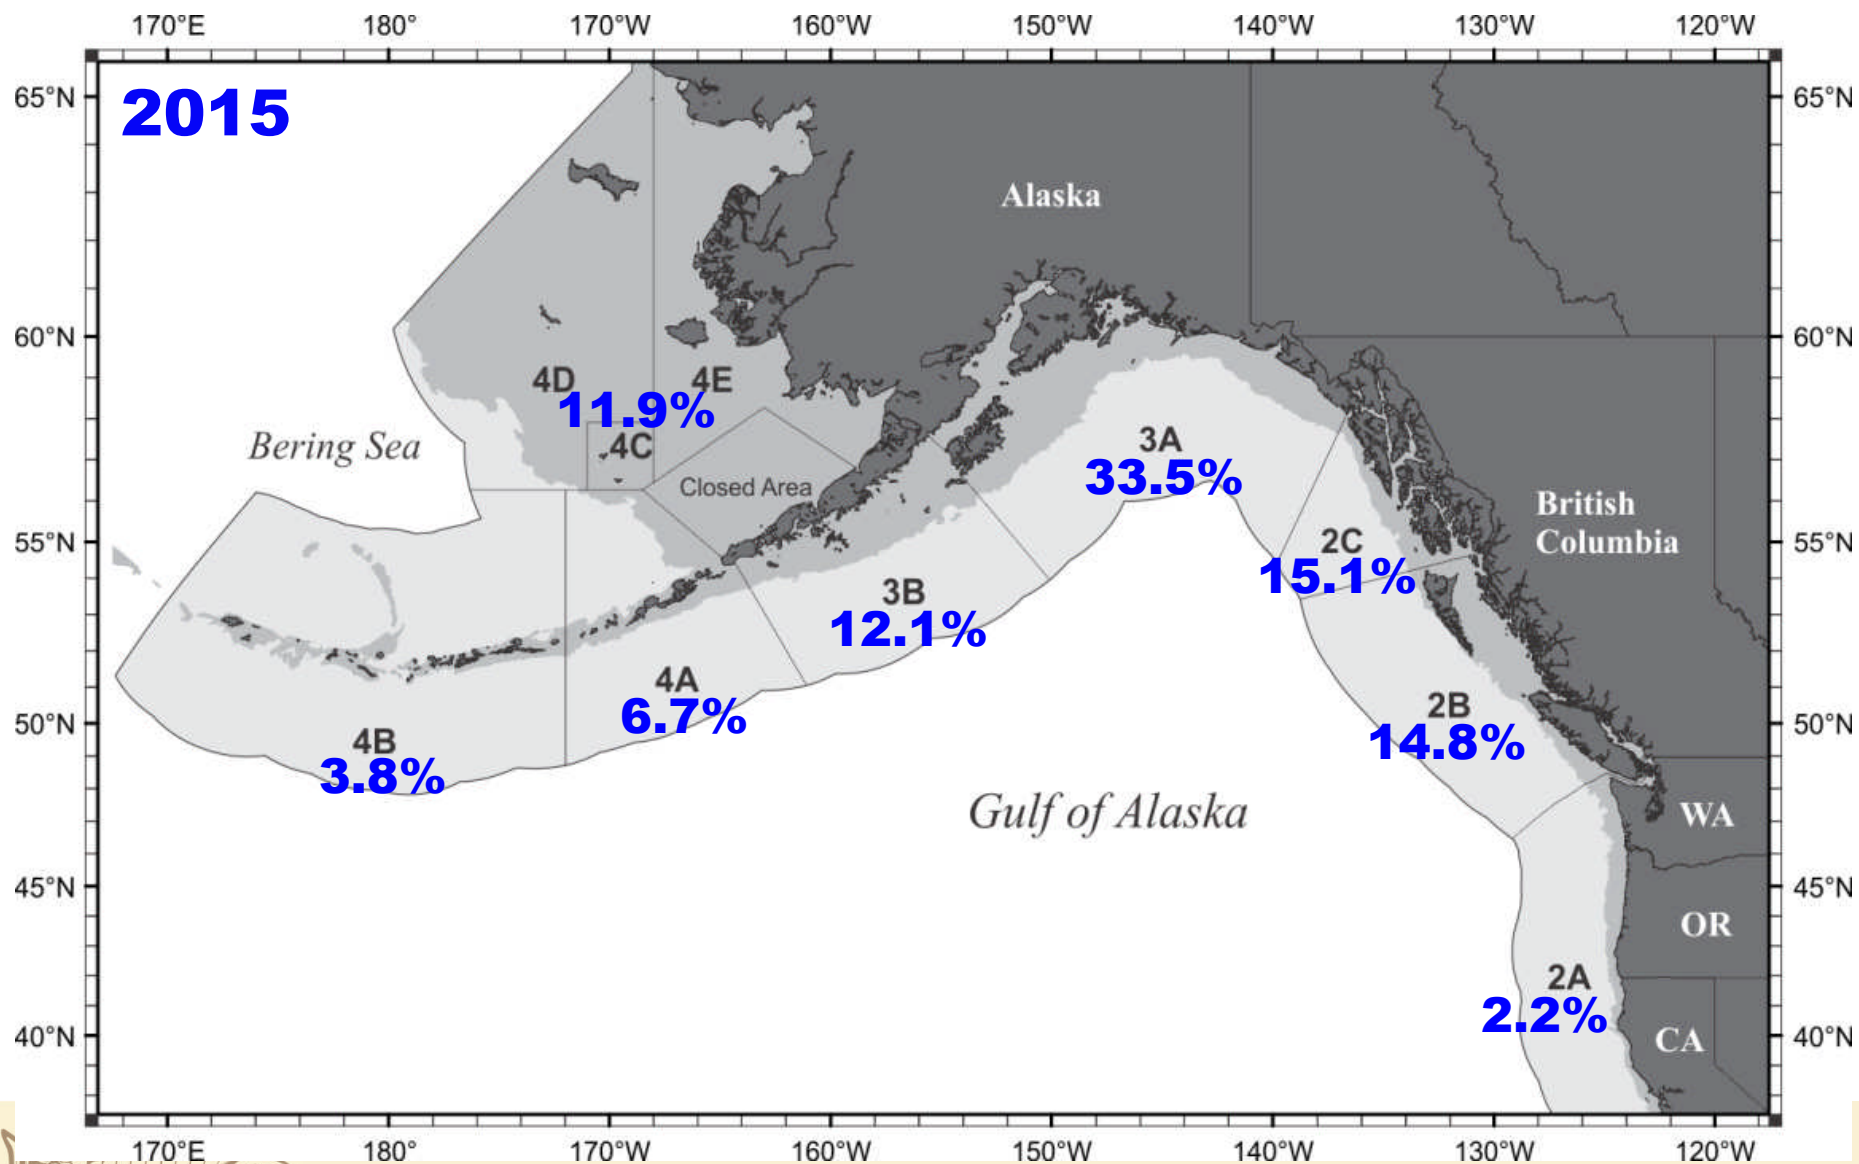 170°E 180° 170°W 160°W 150°W 140°W 130°W 120°W
65°N 65°N
2015
Alaska
60°N 60°N
4D 4E
11.9%
4C
Bering Sea
3A
33.5%
Closed Area
British
Columbia
55°N 55°N
2C
15.1%
3B
12.1%
4A
6.7%
2B
14.8%
50°N 50°N
4B
3.8%
Gulf of Alaska
WA
45°N 45°N
OR
2A
2.2%
40°N 40°N
CA
170°E 180° 170°W 160°W 150°W 140°W 130°W 120°W